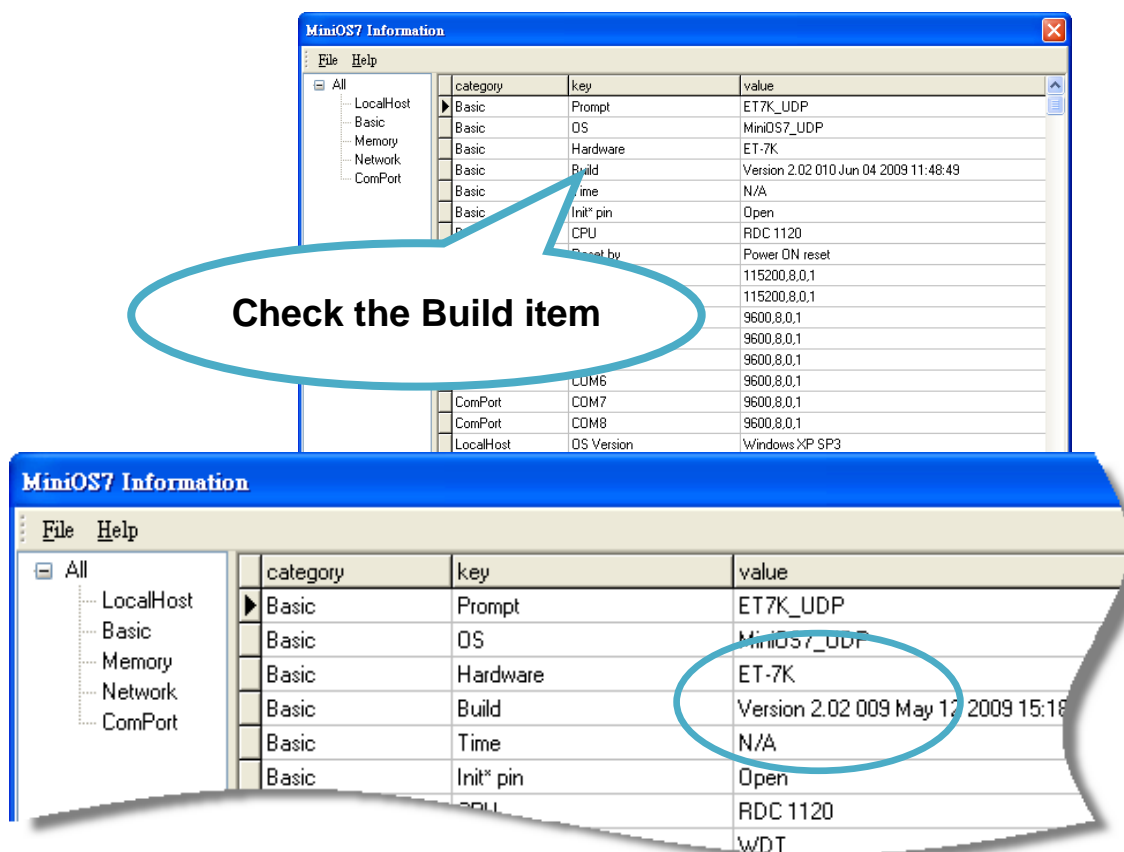 MiniOS7 Information
File Help
All
LocalHost
Basic
Memory
Network
ComPort
category key value
Basic Prompt ET7K_UDP
Basic OS MiniOS7_UDP
Basic Hardware ET-7K
Basic Build Version 2.02 010 Jun 04 2009 11:48:49
Basic Time N/A
Basic Init* pin Open
CPU RDC 1120
Reset by Power ON reset
115200,8,0,1
115200,8,0,1
9600,8,0,1
9600,8,0,1
9600,8,0,1
COM6 9600,8,0,1
ComPort COM7 9600,8,0,1
ComPort COM8 9600,8,0,1
LocalHost OS Version Windows XP SP3
Check the Build item
MiniOS7 Information
File Help
All
LocalHost
Basic
Memory
Network
ComPort
category key value
Basic Prompt ET7K_UDP
Basic OS MiniOS7_UDP
Basic Hardware ET-7K
Basic Build Version 2.02 009 May 12 2009 15:18
Basic Time N/A
Basic Init* pin Open
CPU RDC 1120
WDT